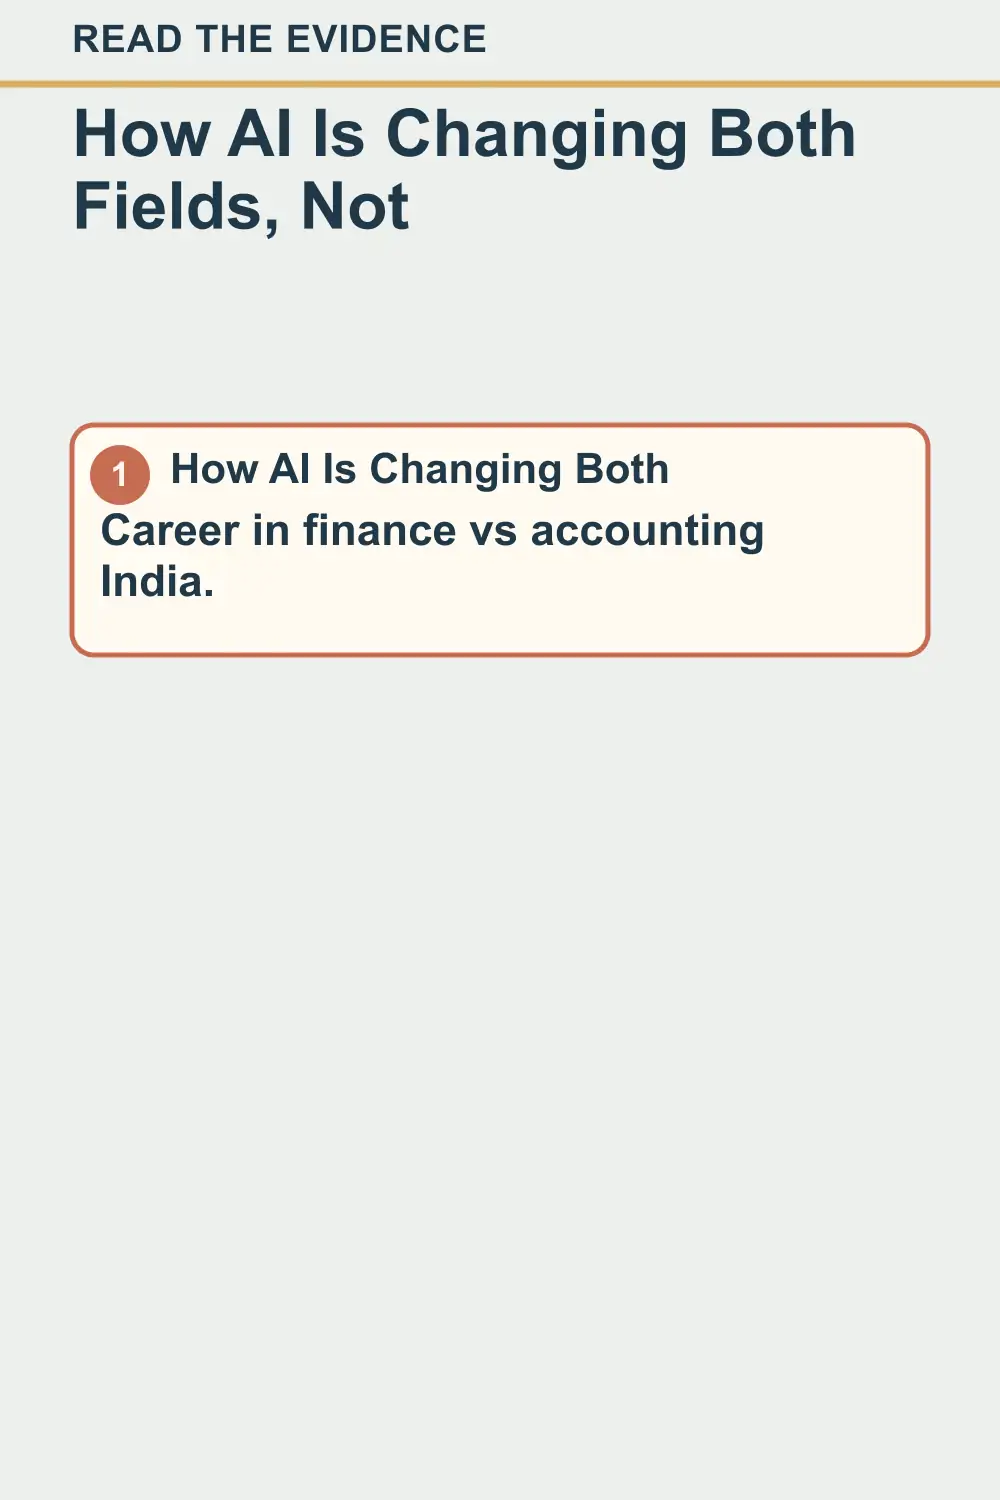 READ THE EVIDENCE
How AI Is Changing Both
Fields, Not
1 How AI Is Changing Both
Career in finance vs accounting
India.